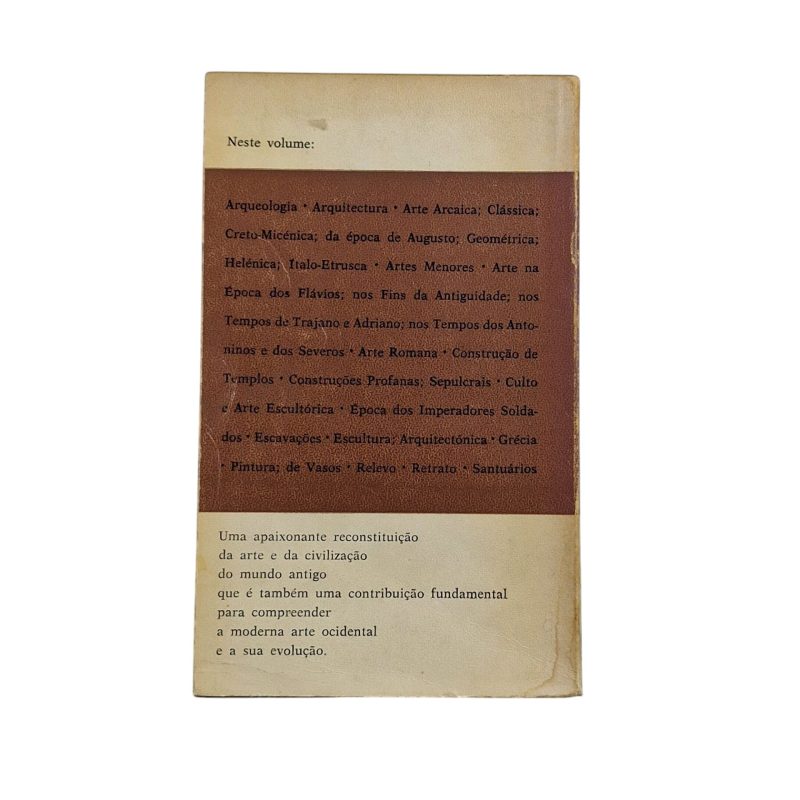 Neste volume:
Arqueologia • Arquitectura • Arte Arcaica; Clássica;
Creto-Micénica; da época de Augusto; Geométrica;
Helénica; Ítalo-Etrusca • Artes Menores • Arte na
Época dos Flávios; nos Fins da Antiguidade; nos
Tempos de Trajano e Adriano; nos Tempos dos Anto-
ninos e dos Severos • Arte Romana • Construção de
Templos • Construções Profanas; Sepulcrais • Culto
e Arte Escultórica • Época dos Imperadores Solda-
dos • Escavações • Escultura; Arquitectónica • Grécia
• Pintura; de Vasos • Relevo • Retrato • Santuários
Uma apaixonante reconstituição
da arte e da civilização
do mundo antigo
que é também uma contribuição fundamental
para compreender
a moderna arte ocidental
e a sua evolução.